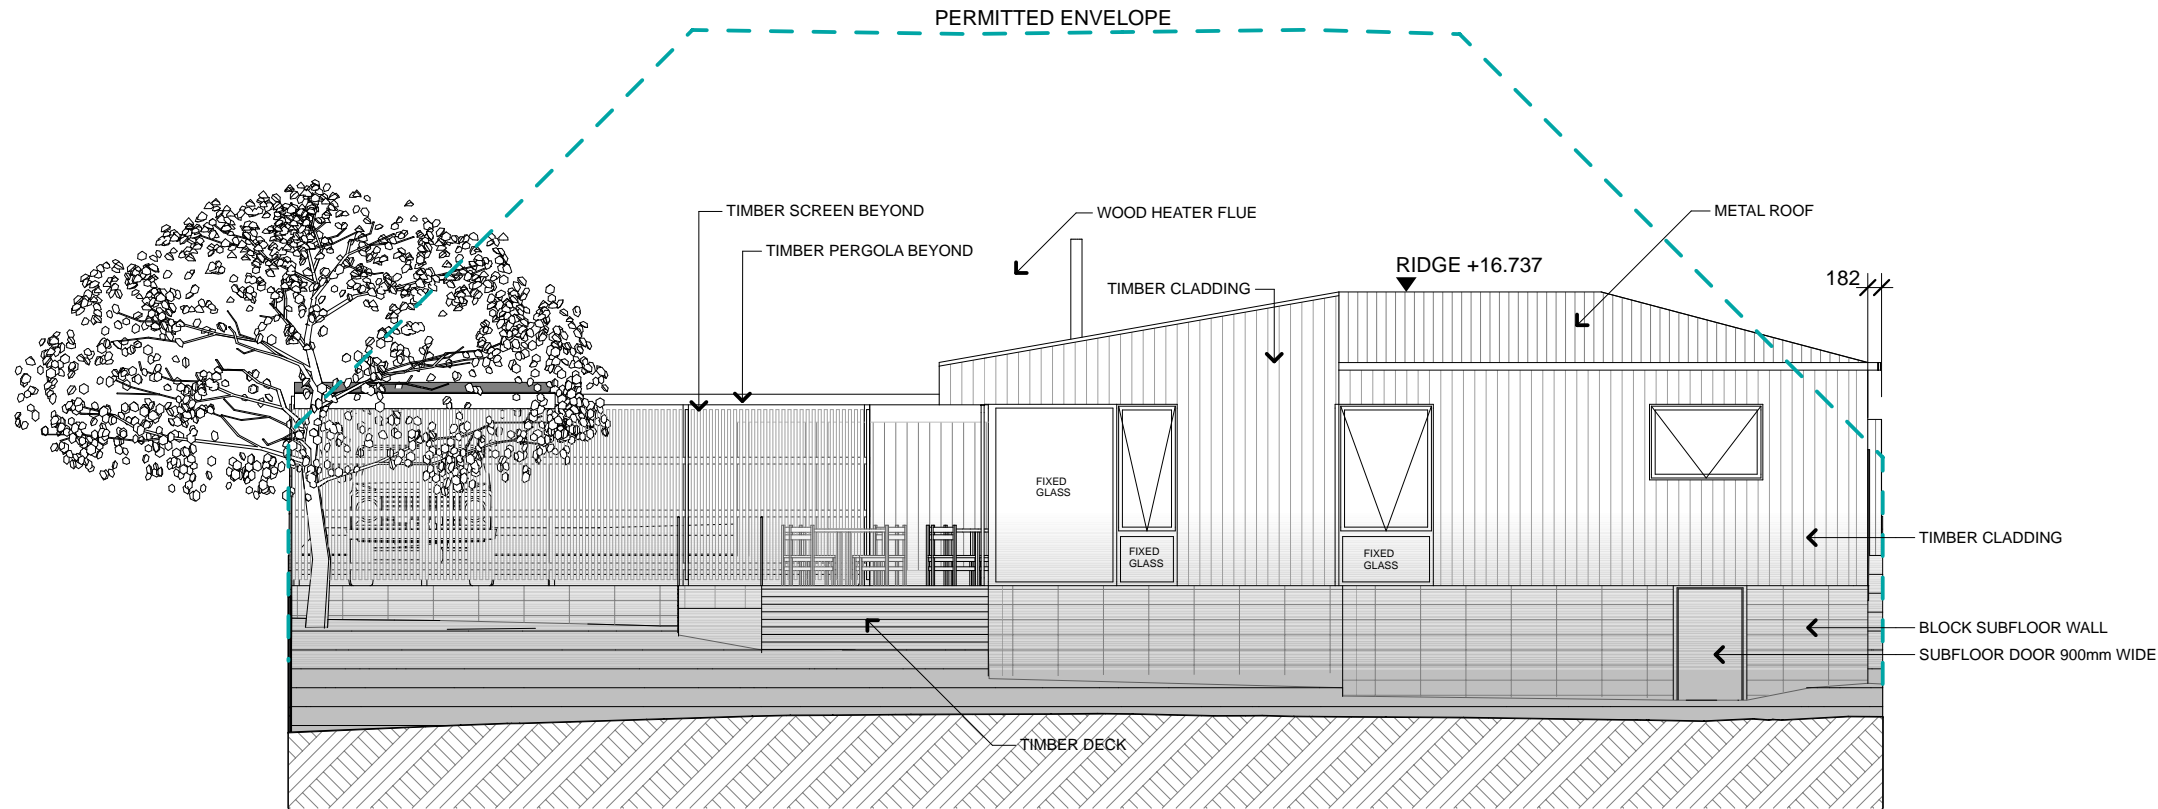 PERMITTED ENVELOPE
TIMBER SCREEN BEYOND
WOOD HEATER FLUE
METAL ROOF
TIMBER PERGOLA BEYOND
RIDGE +16.737
182
TIMBER CLADDING
FIXED
GLASS
FIXED
GLASS
FIXED
GLASS
TIMBER CLADDING
BLOCK SUBFLOOR WALL
SUBFLOOR DOOR 900mm WIDE
TIMBER DECK